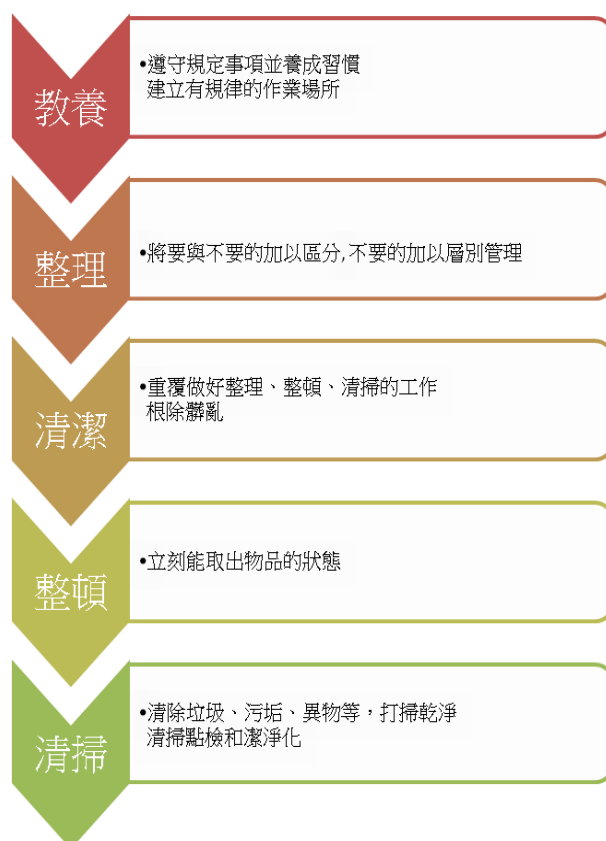 教養
•遵守規定事項並養成習慣
建立有規律的作業場所
整理
•將要與不要的加以區分,不要的加以層別管理
清潔
•重覆做好整理、整頓、清掃的工作
根除髒亂
整頓
•立刻能取出物品的狀態
清掃
•清除垃圾、污垢、異物等，打掃乾淨
清掃點檢和潔淨化